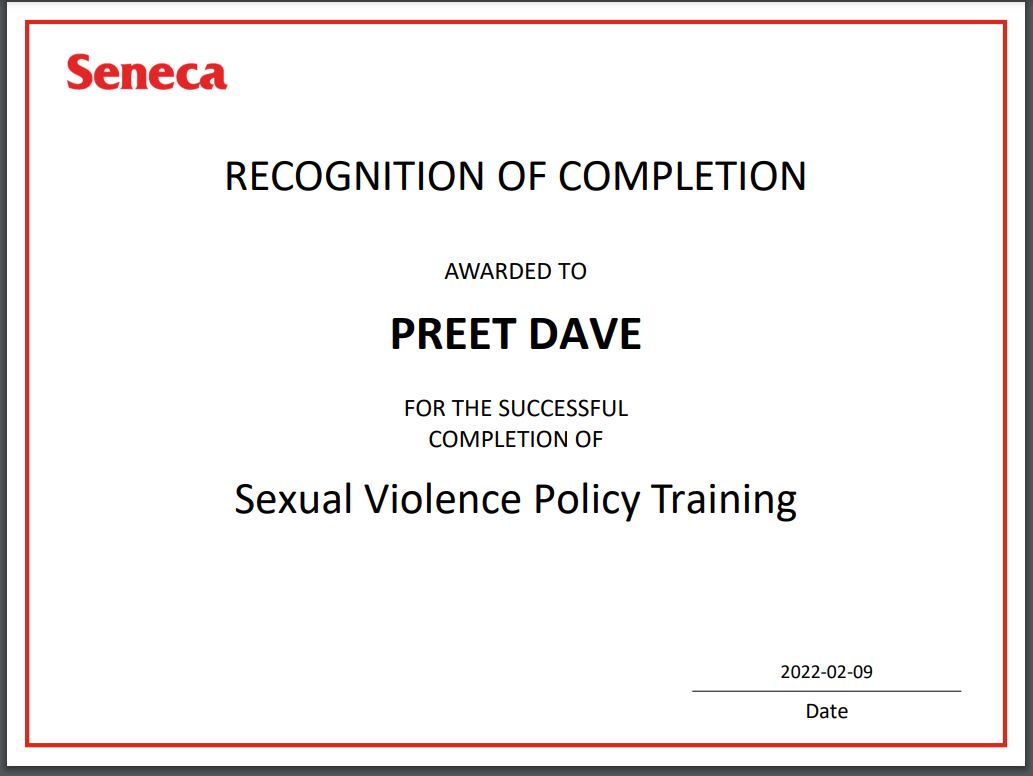 Seneca
RECOGNITION OF COMPLETION
AWARDED TO
PREET DAVE
FOR THE SUCCESSFUL
COMPLETION OF
Sexual Violence Policy Training
2022-02-09
Date